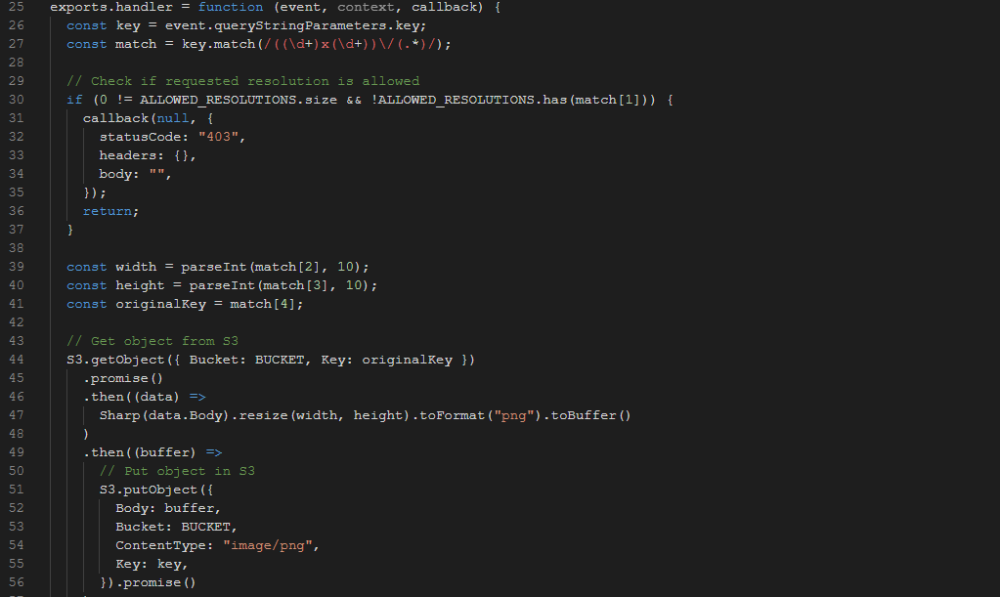 25 exports.handler = function (event, context, callback) {
26 const key = event.queryStringParameters.key;
27 const match = key.match(/((\d+)x(\d+))\/(.*)/);
28
29 // Check if requested resolution is allowed
30 if (0 != ALLOWED_RESOLUTIONS.size && !ALLOWED_RESOLUTIONS.has(match[1])) {
31 callback(null, {
32 statusCode: "403",
33 headers: {},
34 body: "",
35 });
36 return;
37 }
38
39 const width = parseInt(match[2], 10);
40 const height = parseInt(match[3], 10);
41 const originalKey = match[4];
42
43 // Get object from S3
44 S3.getObject({ Bucket: BUCKET, Key: originalKey })
45 .promise()
46 .then((data) =>
47 Sharp(data.Body).resize(width, height).toFormat("png").toBuffer()
48 )
49 .then((buffer) =>
50 // Put object in S3
51 S3.putObject({
52 Body: buffer,
53 Bucket: BUCKET,
54 ContentType: "image/png",
55 Key: key,
56 }).promise()